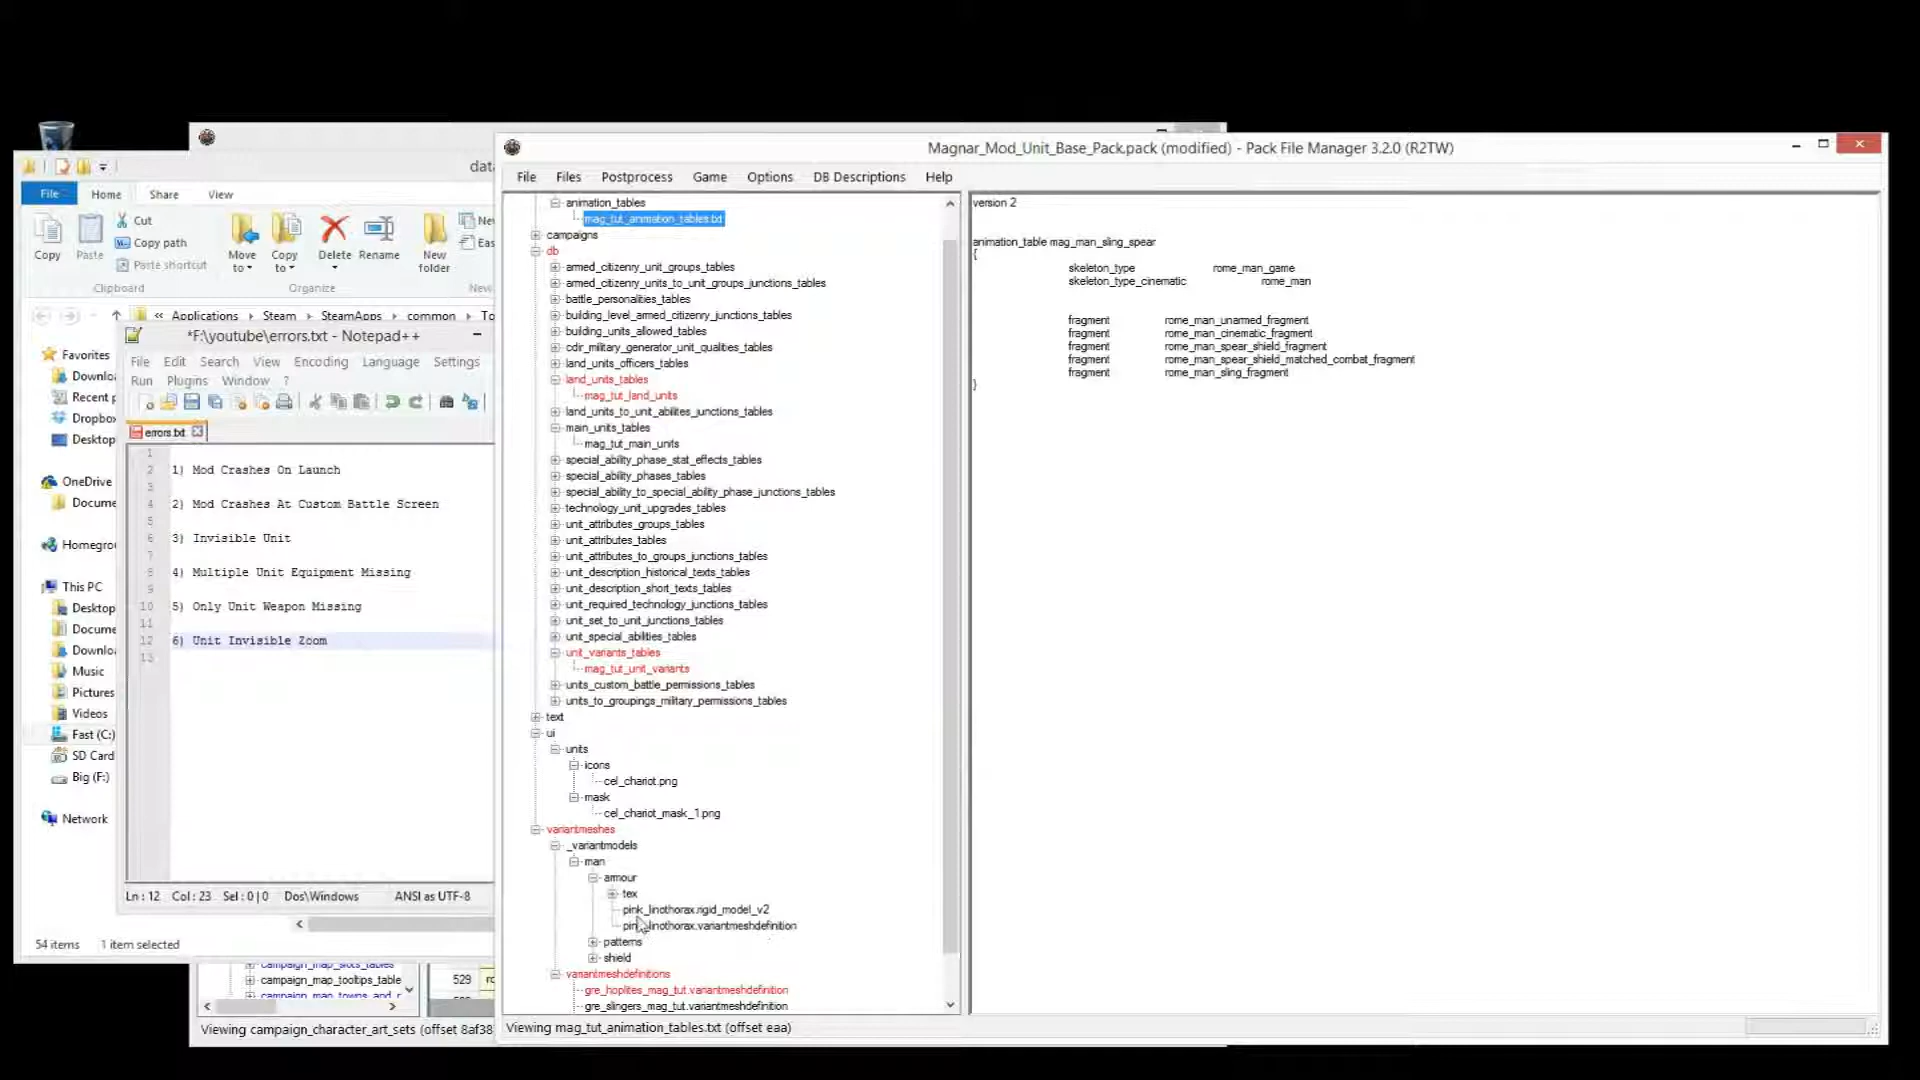 Magnar_Mod_Unit_Base_Pack.pack (modified) - Pack File Manager 3.2.0 (R2TW)
File Files Postprocess Game Options DB Descriptions Help
animation_tables
mag_tut_animation_tables.txt
campaigns
db
armed_citizenry_unit_groups_tables
armed_citizenry_units_to_unit_groups_junctions_tables
battle_personalities_tables
building_level_armed_citizenry_junctions_tables
building_units_allowed_tables
cdir_military_generator_unit_qualities_tables
land_units_officers_tables
land_units_tables
mag_tut_land_units
land_units_to_unit_abilites_junctions_tables
main_units_tables
mag_tut_main_units
special_ability_phase_stat_effects_tables
special_ability_phases_tables
special_ability_to_special_ability_phase_junctions_tables
technology_unit_upgrades_tables
unit_attributes_groups_tables
unit_attributes_tables
unit_attributes_to_groups_junctions_tables
unit_description_historical_texts_tables
unit_description_short_texts_tables
unit_required_technology_junctions_tables
unit_set_to_unit_junctions_tables
unit_special_abilities_tables
unit_variants_tables
mag_tut_unit_variants
units_custom_battle_permissions_tables
units_to_groupings_military_permissions_tables
text
ui
units
icons
cel_chariot.png
mask
cel_chariot_mask_1.png
variantmeshes
_variantmodels
man
armour
tex
pink_linothorax.rigid_model_v2
pink_linothorax.variantmeshdefinition
patterns
shield
variantmeshdefinitions
gre_hoplites_mag_tut.variantmeshdefinition
gre_slingers_mag_tut.variantmeshdefinition
Viewing mag_tut_animation_tables.txt (offset eaa)
version 2
animation_table mag_man_sling_spear
{
skeleton_type rome_man_game
skeleton_type_cinematic rome_man
fragment rome_man_unarmed_fragment
fragment rome_man_cinematic_fragment
fragment rome_man_spear_shield_fragment
fragment rome_man_spear_shield_matched_combat_fragment
fragment rome_man_sling_fragment
}
File Home Share View
Copy
Paste
Cut
Copy path
Paste shortcut
Clipboard
Move to
Copy to
Delete
Rename
Organize
New folder
« Applications Steam SteamApps common
Favorites
OneDrive
This PC
Desktop
Music
Pictures
Videos
Fast (C:)
Big (F:)
Network
54 items 1 item selected
*F:\youtube\errors.txt - Notepad++
File Edit Search View Encoding Language Settings
Run Plugins Window ?
errors.txt
1
2 1) Mod Crashes On Launch
3
4 2) Mod Crashes At Custom Battle Screen
5
6 3) Invisible Unit
7
8 4) Multiple Unit Equipment Missing
9
10 5) Only Unit Weapon Missing
11
12 6) Unit Invisible Zoom
13
Ln : 12 Col : 23 Sel : 0 | 0 Dos\Windows ANSI as UTF-8
campaign_map_slots_tables
campaign_map_tooltips_table
529
Viewing campaign_character_art_sets (offset 8af38